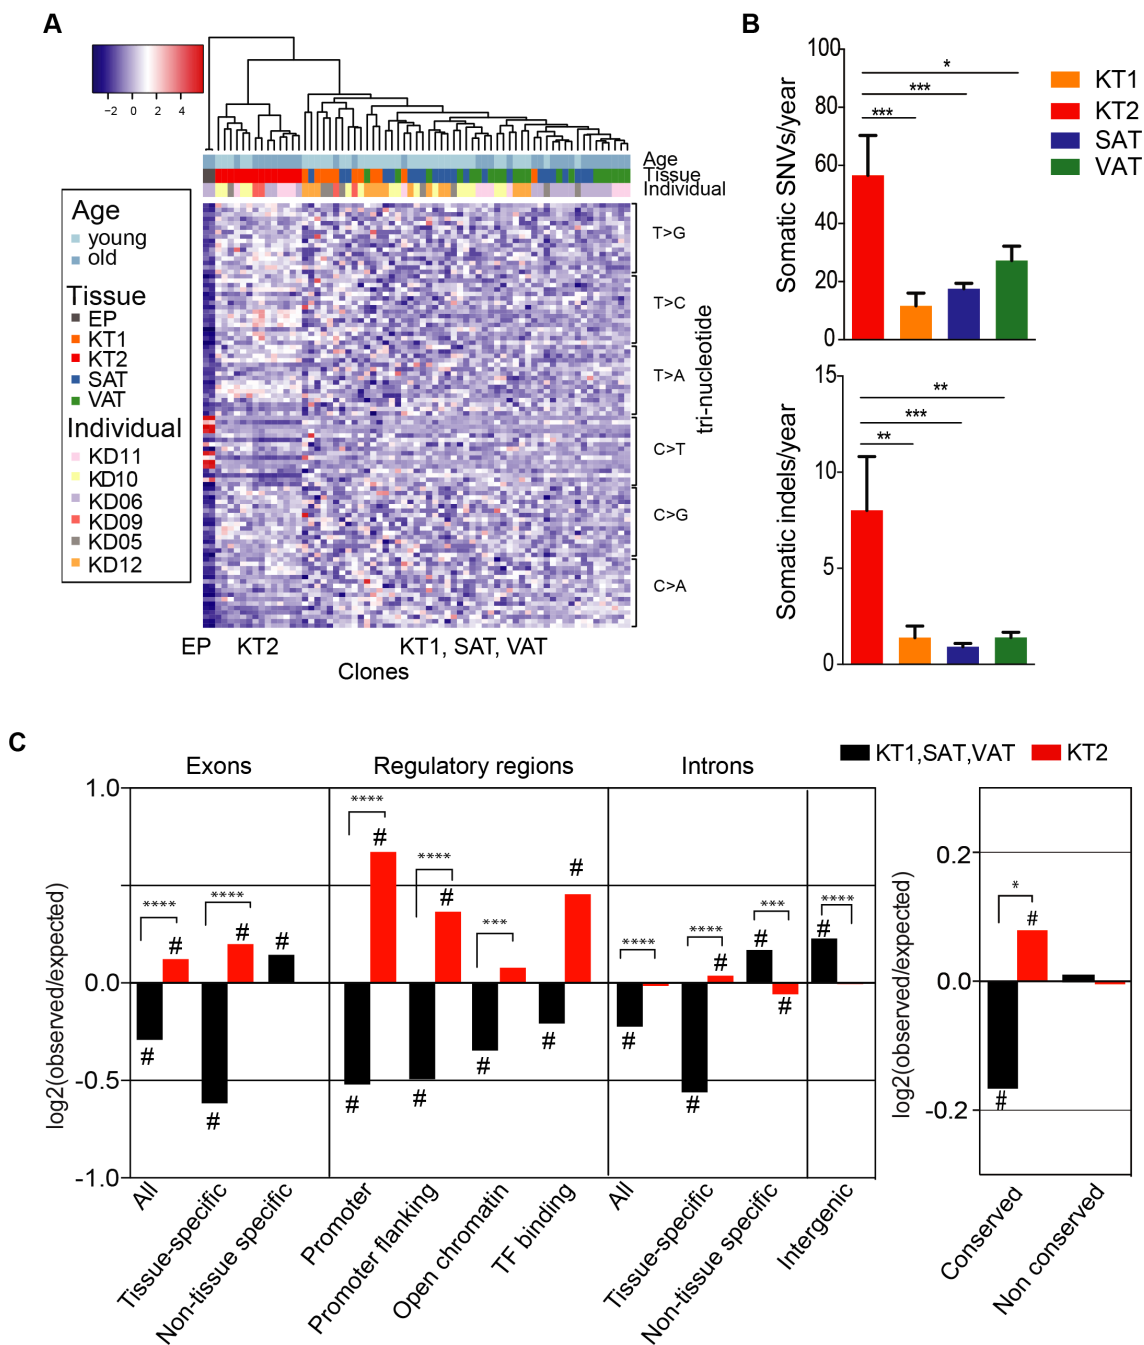 A
−2 0 2 4
Age
Tissue
Individual
Age
young
old
Tissue
EP
KT1
KT2
SAT
VAT
Individual
KD11
KD10
KD06
KD09
KD05
KD12
T>G
T>C
T>A
C>T
C>G
C>A
tri-nucleotide
EP KT2 KT1, SAT, VAT
Clones
B
Somatic SNVs/year
100
80
60
40
20
0
*
***
***
KT1
KT2
SAT
VAT
Somatic indels/year
15
10
5
0
**
***
**
C
KT1,SAT,VAT KT2
Exons Regulatory regions Introns
log2(observed/expected)
1.0
0.0
-0.5
-1.0
**** **** **** **** *** **** **** *** ****
# # # # # # # # # # # # # # # # # #
All
Tissue-specific
Non-tissue specific
Promoter
Promoter flanking
Open chromatin
TF binding
All
Tissue-specific
Non-tissue specific
Intergenic
log2(observed/expected)
0.2
0.0
-0.2
*
#
#
Conserved
Non conserved